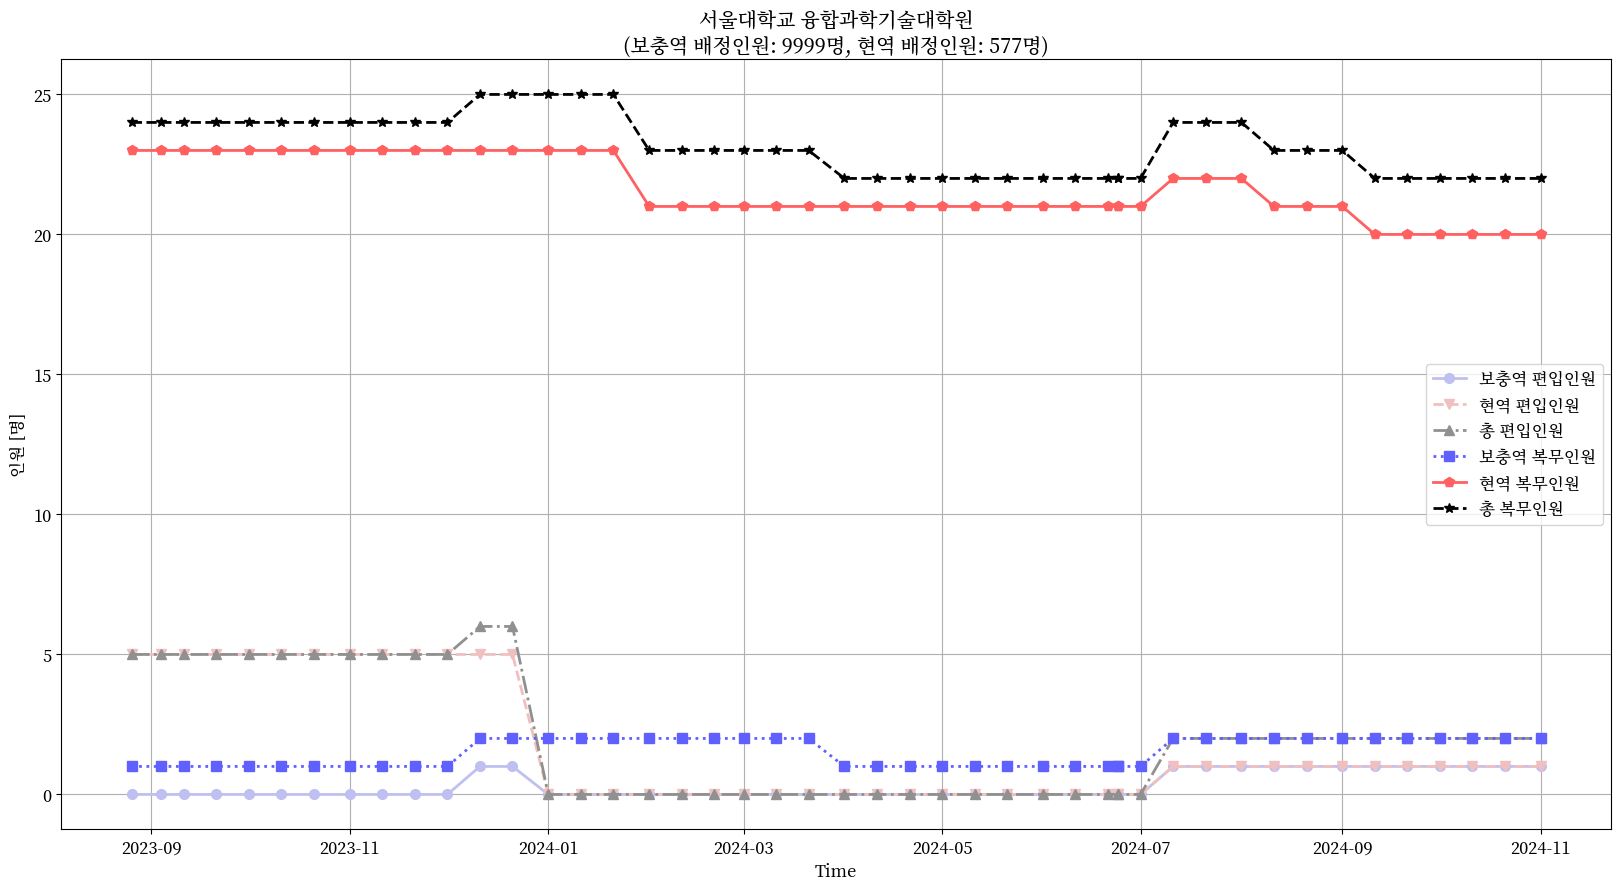 서울대학교 융합과학기술대학원
(보충역 배정인원: 9999명, 현역 배정인원: 577명)
인원 [명]
25
20
15
10
5
0
보충역 편입인원
현역 편입인원
총 편입인원
보충역 복무인원
현역 복무인원
총 복무인원
2023-09
2023-11
2024-01
2024-03
2024-05
2024-07
2024-09
2024-11
Time